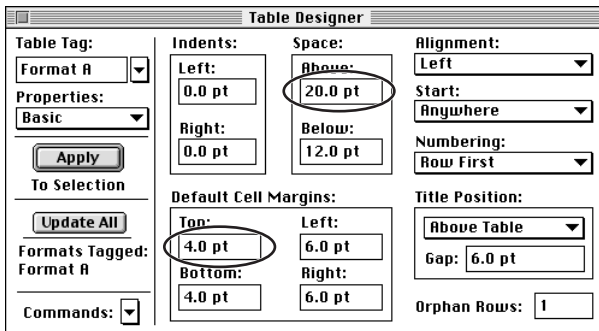 Table Designer
Table Tag:
Format A
Properties:
Basic
Apply
To Selection
Update All
Formats Tagged:
Format A
Commands:
Indents:
Left:
0.0 pt
Right:
0.0 pt
Space:
Above:
20.0 pt
Below:
12.0 pt
Default Cell Margins:
Top:
4.0 pt
Left:
6.0 pt
Bottom:
4.0 pt
Right:
6.0 pt
Alignment:
Left
Start:
Anywhere
Numbering:
Row First
Title Position:
Above Table
Gap: 6.0 pt
Orphan Rows: 1